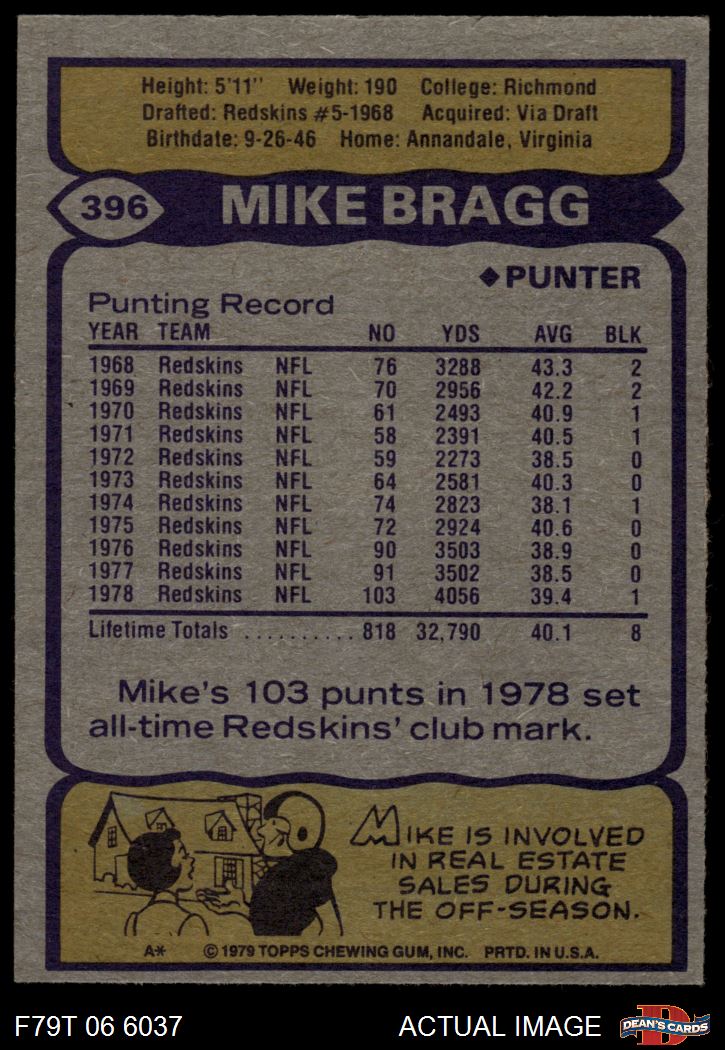 Height: 5'11'' Weight: 190 College: Richmond
Drafted: Redskins #5-1968 Acquired: Via Draft
Birthdate: 9-26-46 Home: Annandale, Virginia
396 MIKE BRAGG
◆PUNTER
Punting Record
YEAR TEAM NO YDS AVG BLK
1968 Redskins NFL 76 3288 43.3 2
1969 Redskins NFL 70 2956 42.2 2
1970 Redskins NFL 61 2493 40.9 1
1971 Redskins NFL 58 2391 40.5 1
1972 Redskins NFL 59 2273 38.5 0
1973 Redskins NFL 64 2581 40.3 0
1974 Redskins NFL 74 2823 38.1 1
1975 Redskins NFL 72 2924 40.6 0
1976 Redskins NFL 90 3503 38.9 0
1977 Redskins NFL 91 3502 38.5 0
1978 Redskins NFL 103 4056 39.4 1
Lifetime Totals .......... 818 32,790 40.1 8
Mike's 103 punts in 1978 set
all-time Redskins' club mark.
MIKE IS INVOLVED
IN REAL ESTATE
SALES DURING
THE OFF-SEASON.
A* © 1979 TOPPS CHEWING GUM, INC. PRTD. IN U.S.A.
F79T 06 6037 ACTUAL IMAGE D DEAN'S CARDS